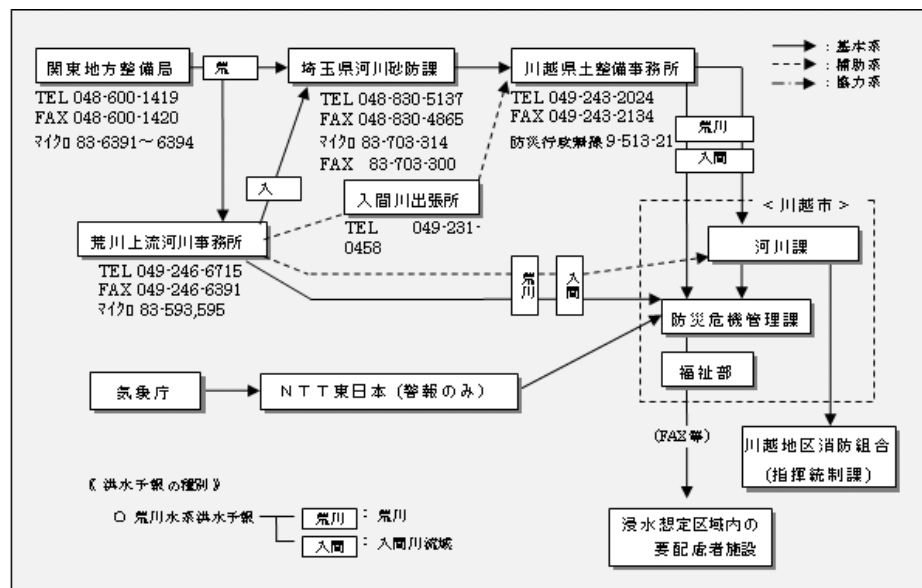 関東地方整備局
荒
埼玉県河川砂防課
川越県土整備事務所
：基本系
：補助系
：協力系
TEL 048-600-1419
FAX 048-600-1420
ﾏｲｸﾛ 83-6391～6394
TEL 048-830-5137
FAX 048-830-4865
ﾏｲｸﾛ 83-703-314
FAX 83-703-300
TEL 049-243-2024
FAX 049-243-2134
防災行政無線 9-513-21
荒川
入間
入
入間川出張所
TEL 049-231-
0458
＜川越市＞
荒川上流河川事務所
河川課
TEL 049-246-6715
FAX 049-246-6391
ﾏｲｸﾛ 83-593,595
荒川
入間
防災危機管理課
福祉部
気象庁
ＮＴＴ東日本（警報のみ）
(FAX等)
川越地区消防組合
(指揮統制課)
《 洪水予報の種別 》
○ 荒川水系洪水予報
荒川 ：荒川
入間 ：入間川流域
浸水想定区域内の
要配慮者施設